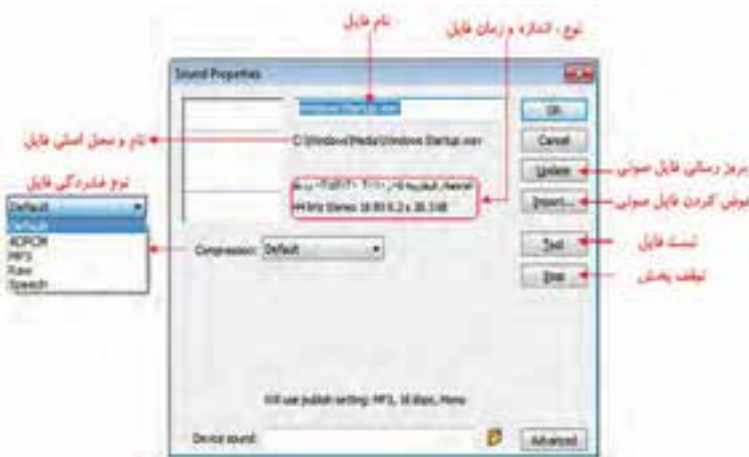 نام فایل
نوع، اندازه و زمان فایل
Sound Properties
Windows Startup.wav
OK
نام و محل اصلی فایل
C:\Windows\Media\Windows Startup.wav
Cancel
Update
بروز رسانی فایل صوتی
نوع فشردگی فایل
44 kHz Stereo 16 Bit
Import...
عوض کردن فایل صوتی
Default
Default
ADPCM
MP3
Raw
Speech
Compression: Default
Test
تست فایل
Stop
توقف پخش
Will use publish setting: MP3, 16 kbps, Mono
Device sound:
Advanced